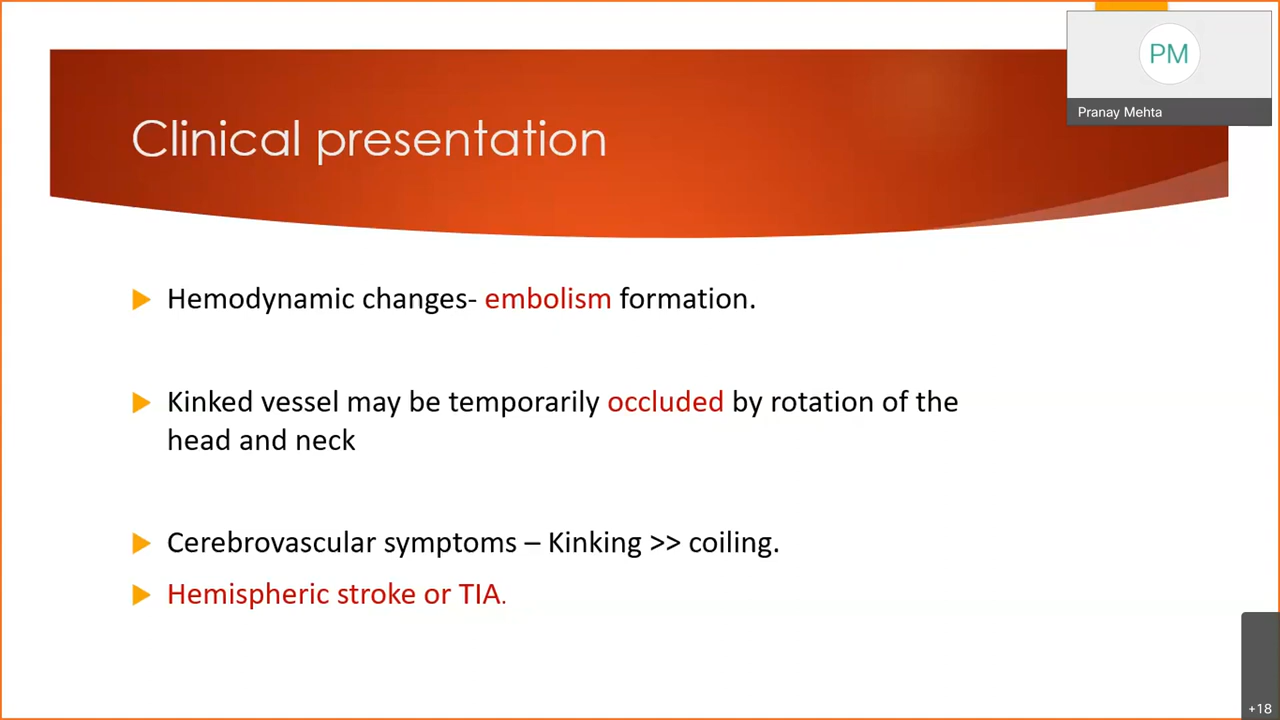 PM
Pranay Mehta
Clinical presentation
Hemodynamic changes- embolism formation.
Kinked vessel may be temporarily occluded by rotation of the
head and neck
Cerebrovascular symptoms – Kinking >> coiling.
Hemispheric stroke or TIA.
+18